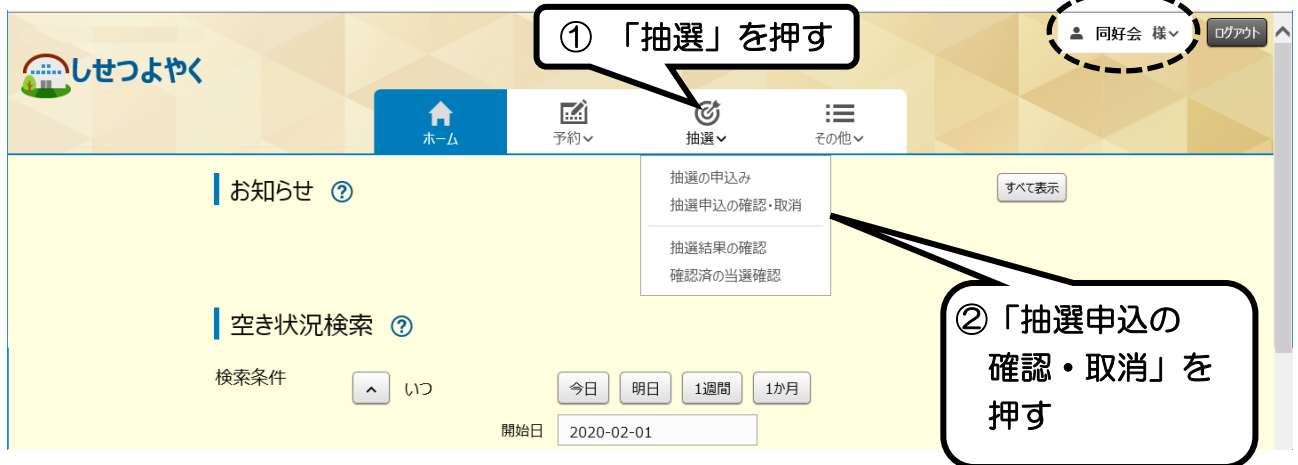 ① 「抽選」を押す
同好会 様
ログアウト
しせつよやく
ホーム
予約
抽選
その他
抽選の申込み
抽選申込の確認・取消
抽選結果の確認
確認済の当選確認
お知らせ ?
すべて表示
②「抽選申込の
確認・取消」を
押す
空き状況検索 ?
検索条件
いつ
今日 明日 1週間 1か月
開始日 2020-02-01